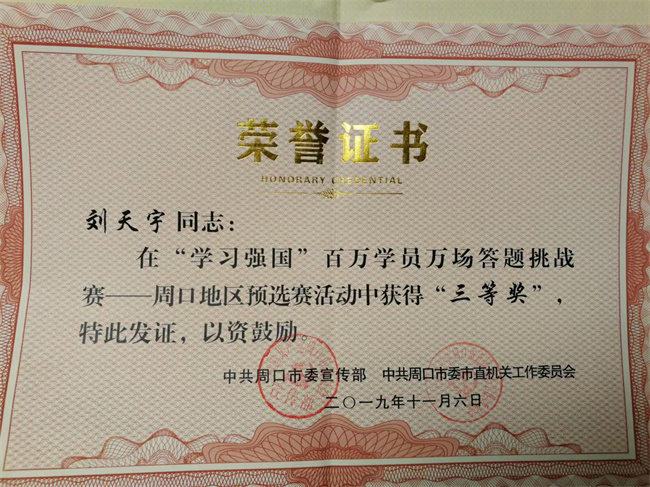 荣誉证书
HONORARY CREDENTIAL
刘天宇 同志：
在“学习强国”百万学员万场答题挑战
赛——周口地区预选赛活动中获得“三等奖”，
特此发证，以资鼓励。
中共周口市委宣传部 中共周口市委市直机关工作委员会
二〇一九年十一月六日